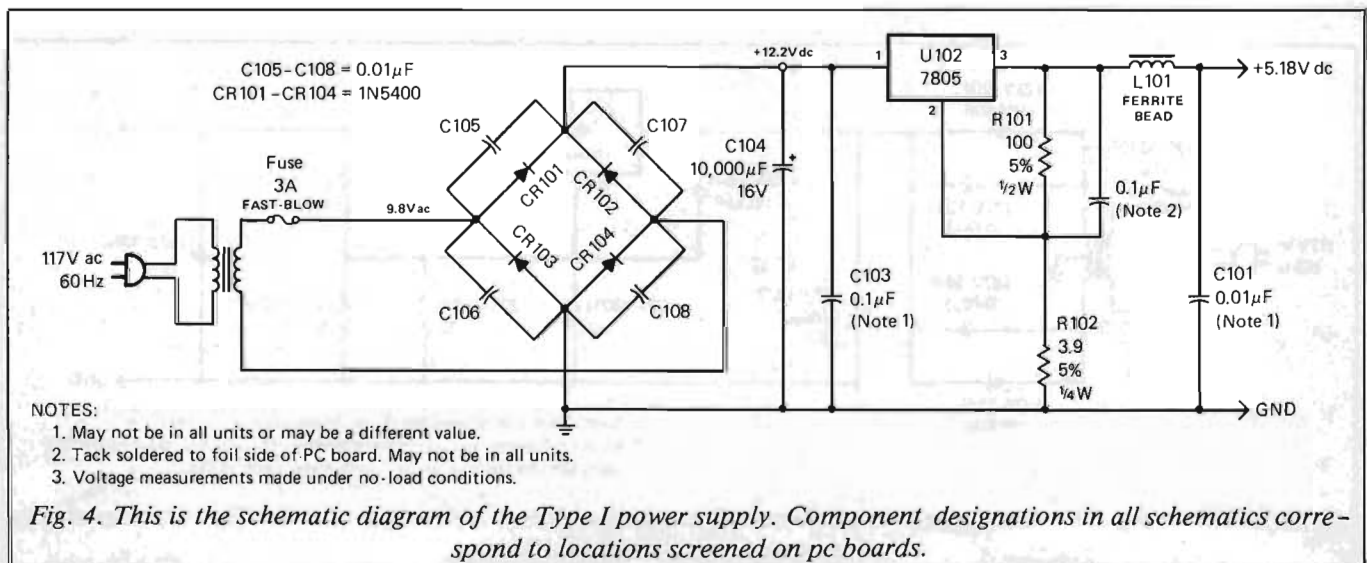 C105-C108 = 0.01μF
CR101-CR104 = 1N5400
Fuse
3A
FAST-BLOW
117V ac
60Hz
9.8Vac
C105
C107
CR101
CR102
CR103
CR104
C106
C108
+12.2Vdc
C104
10,000μF
16V
+
C103
0.1μF
(Note 1)
1
U102
7805
3
2
R101
100
5%
½W
0.1μF
(Note 2)
L101
FERRITE
BEAD
+5.18V dc
R102
3.9
5%
¼W
C101
0.01μF
(Note 1)
GND
NOTES:
1. May not be in all units or may be a different value.
2. Tack soldered to foil side of PC board. May not be in all units.
3. Voltage measurements made under no-load conditions.
Fig. 4. This is the schematic diagram of the Type I power supply. Component designations in all schematics corre-
spond to locations screened on pc boards.